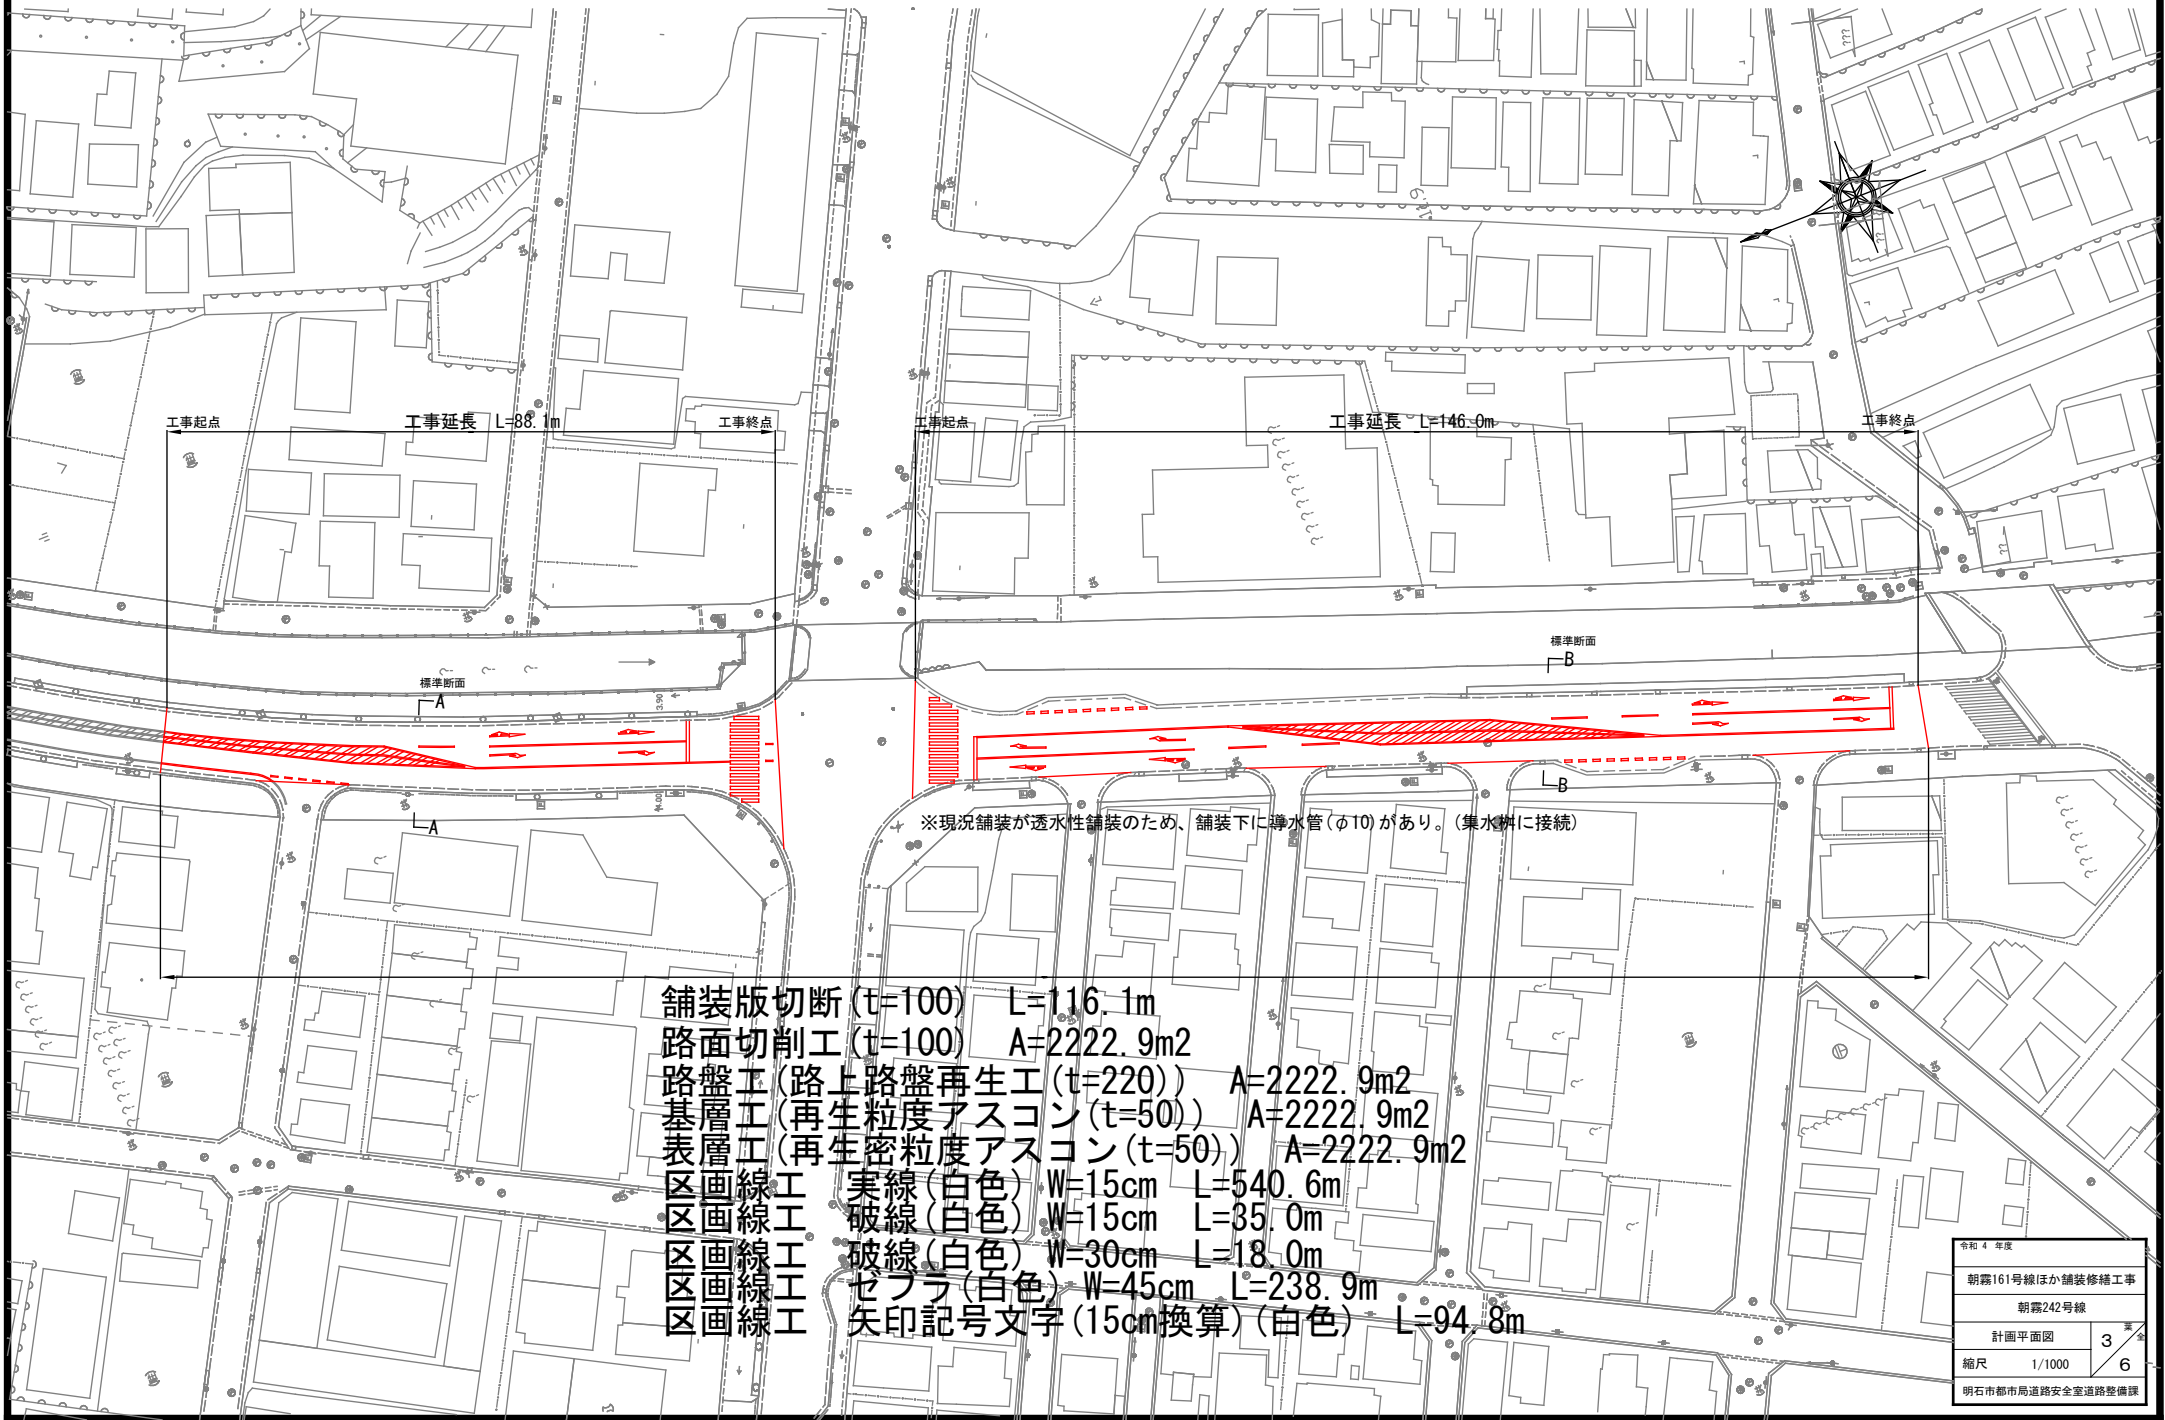 工事起点
工事延長 L=88.1m
工事終点
工事起点
工事延長 L=146.0m
工事終点
標準断面
A
標準断面
B
3.90
4.00
A
B
※現況舗装が透水性舗装のため、舗装下に導水管(φ10)があり。(集水桝に接続)
舗装版切断(t=100) L=116.1m
路面切削工(t=100) A=2222.9m2
路盤工(路上路盤再生工(t=220)) A=2222.9m2
基層工(再生粒度アスコン(t=50)) A=2222.9m2
表層工(再生密粒度アスコン(t=50)) A=2222.9m2
区画線工 実線(白色) W=15cm L=540.6m
区画線工 破線(白色) W=15cm L=35.0m
区画線工 破線(白色) W=30cm L=18.0m
区画線工 ゼブラ(白色) W=45cm L=238.9m
区画線工 矢印記号文字(15cm換算)(白色) L=94.8m
令和 4 年度
朝霧161号線ほか舗装修繕工事
朝霧242号線
計画平面図 3 葉
全 6
縮尺 1/1000
明石市都市局道路安全室道路整備課